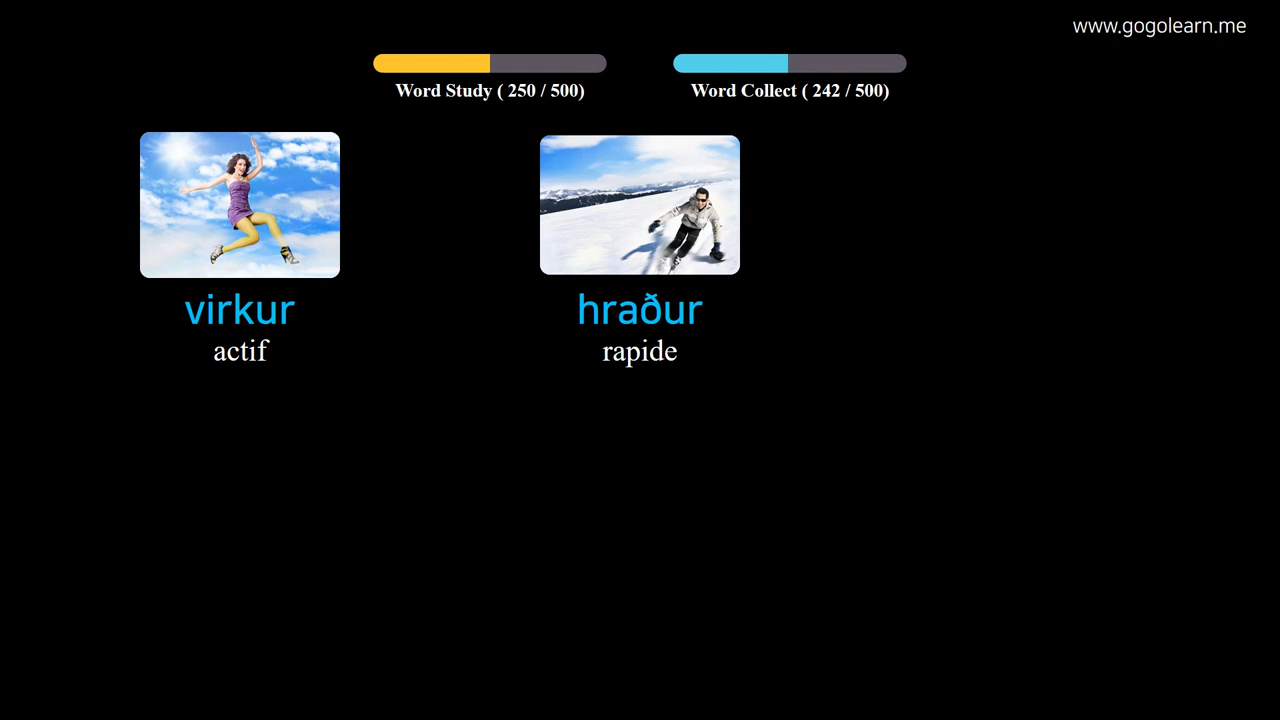 www.gogolearn.me
Word Study ( 250 / 500)
Word Collect ( 242 / 500)
virkur
actif
hraður
rapide